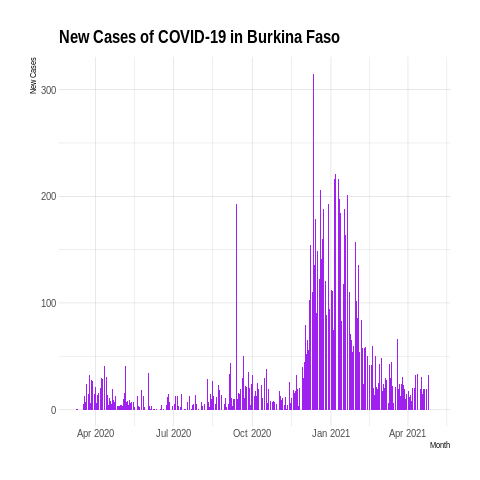 New Cases of COVID-19 in Burkina Faso
New Cases
300
200
100
0
Apr 2020 Jul 2020 Oct 2020 Jan 2021 Apr 2021
Month